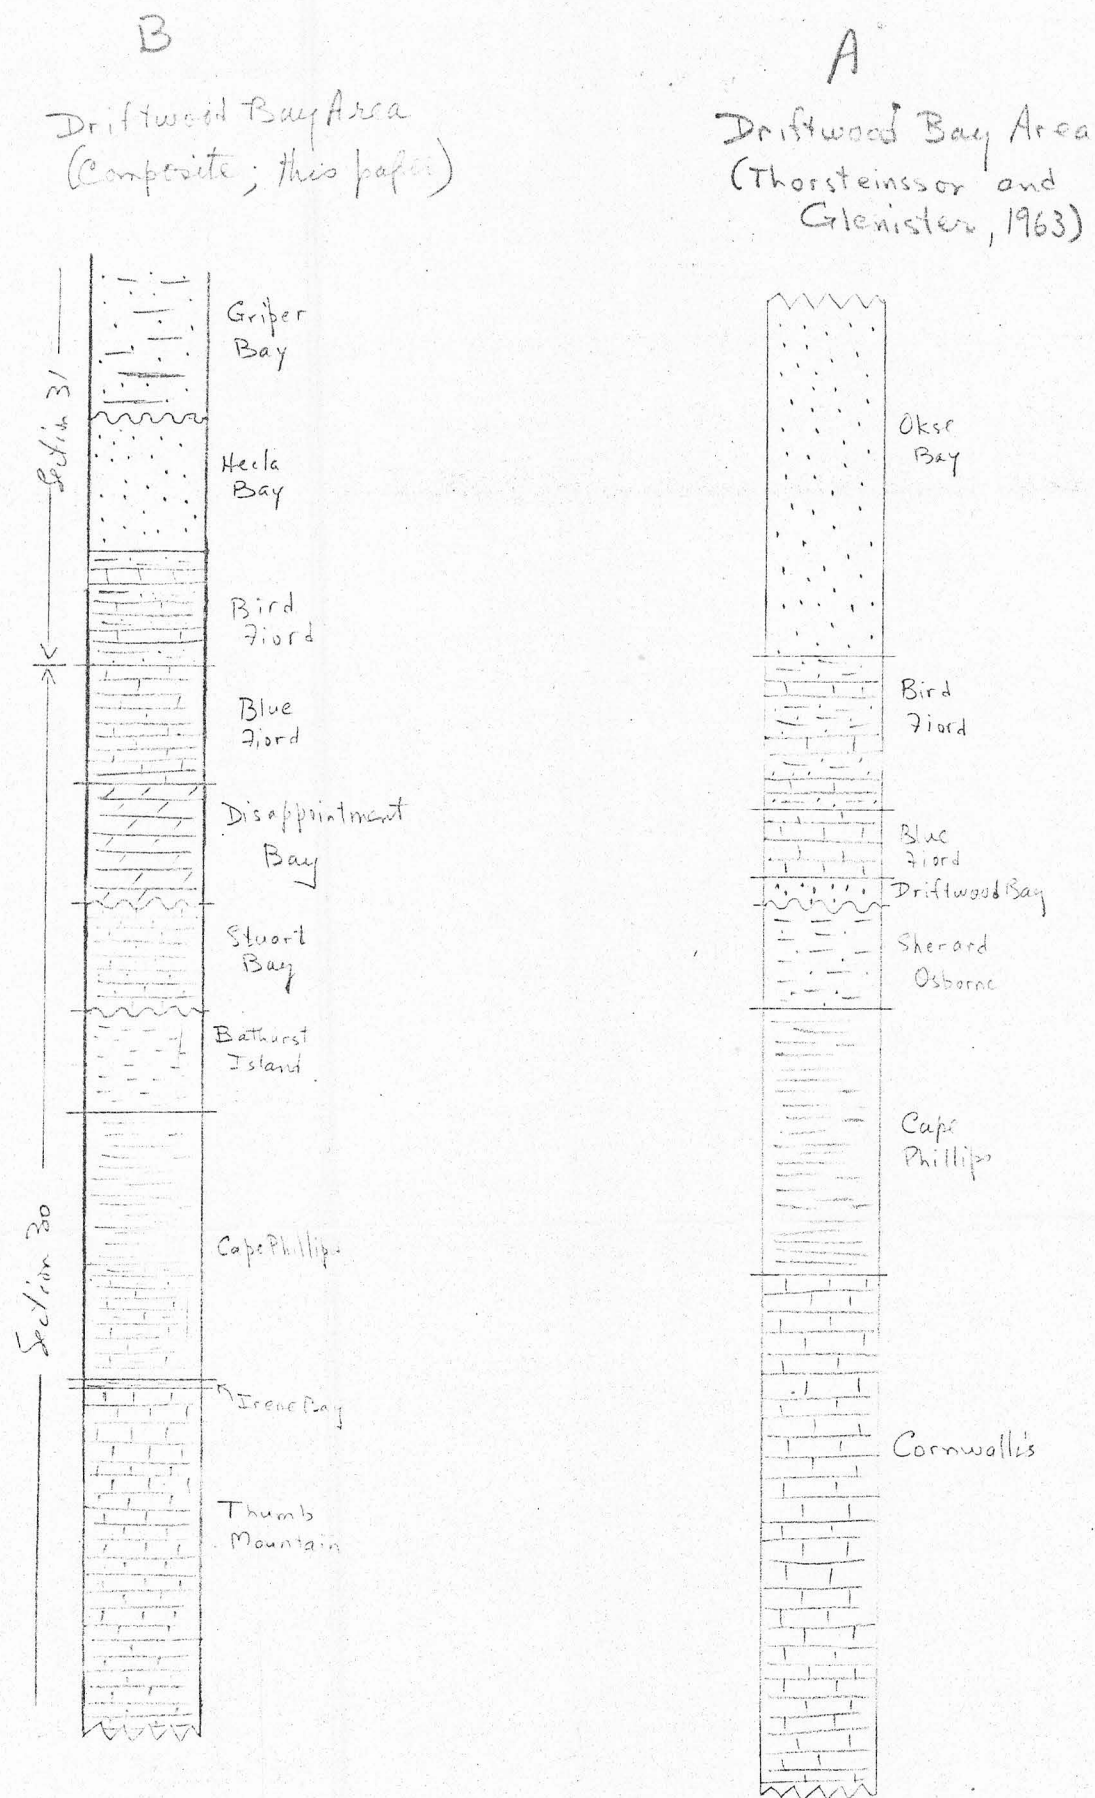 B
Driftwood Bay Area
(Composite; this paper)
Section 31
Section 30
Griper
Bay
Hecla
Bay
Bird
Fiord
Blue
Fiord
Disappointment
Bay
Stuart
Bay
Bathurst
Island
Cape Phillips
Irene Bay
Thumb
Mountain
A
Driftwood Bay Area
(Thorsteinsson and
Glenister, 1963)
Okse
Bay
Bird
Fiord
Blue
Fiord
Driftwood Bay
Sherard
Osborne
Cape
Phillips
Cornwallis